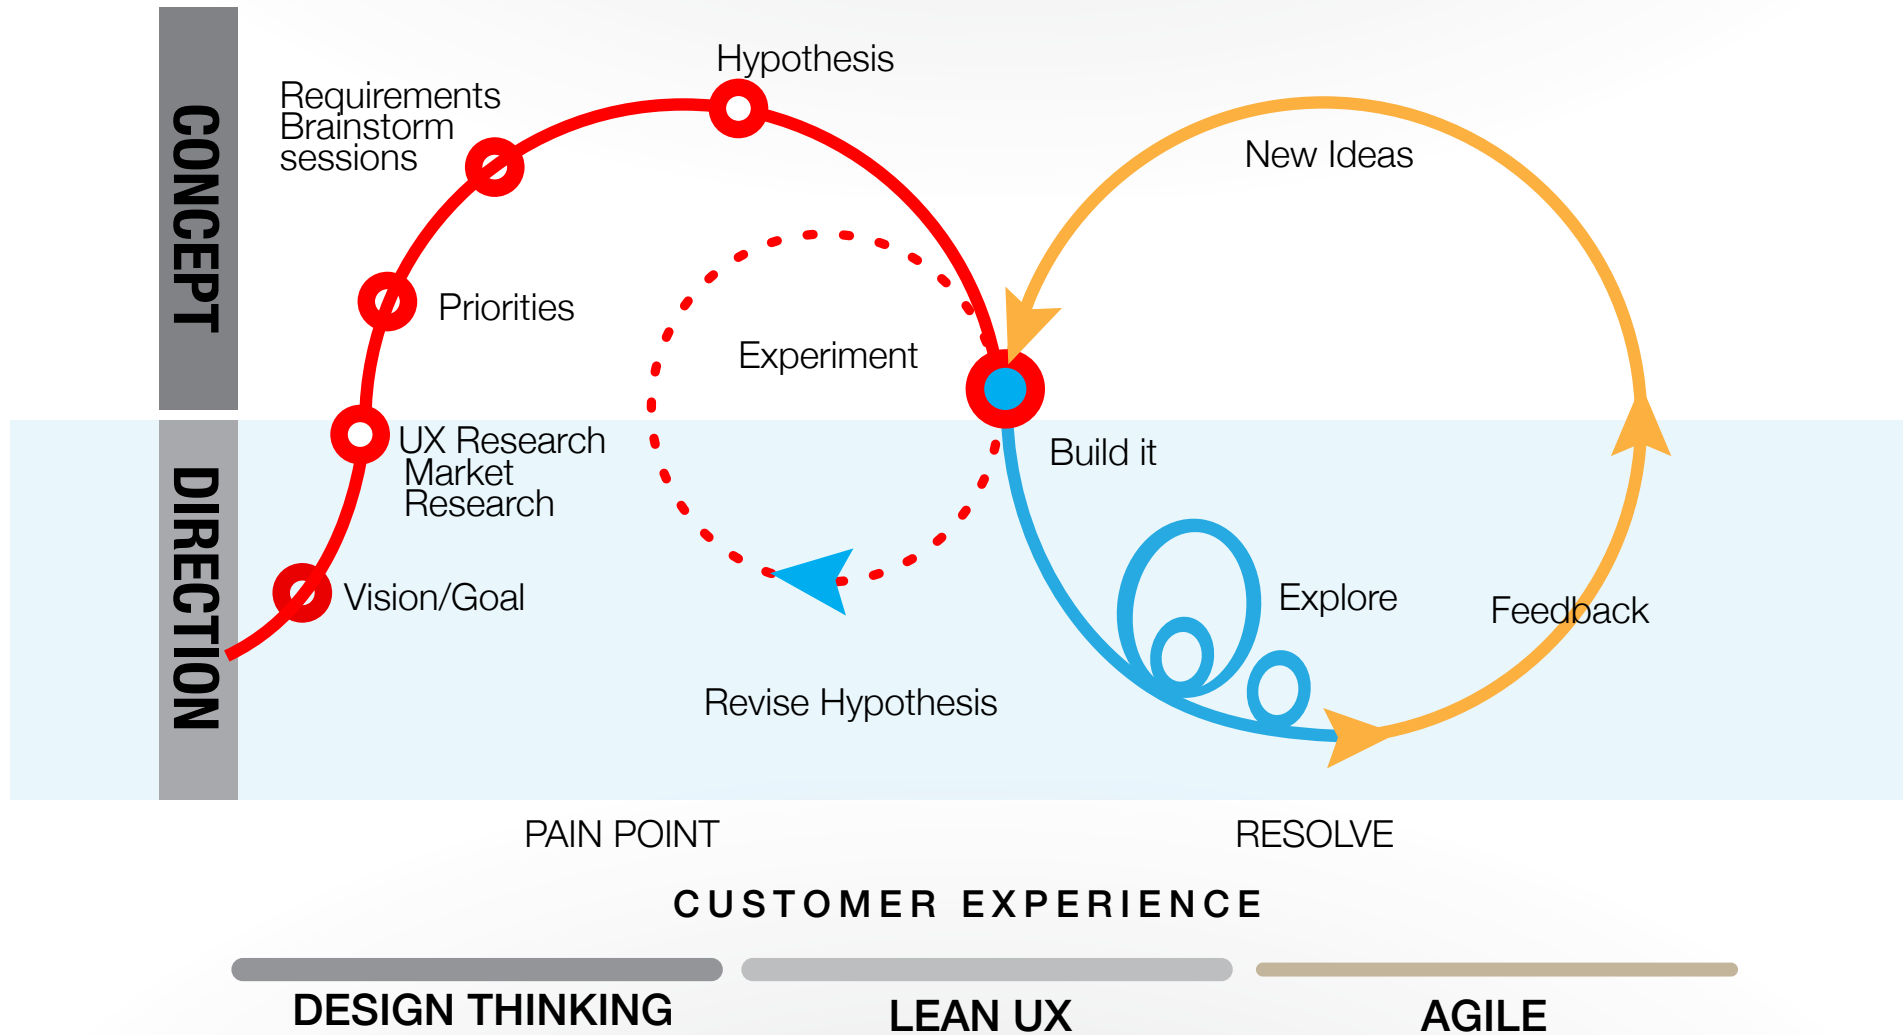 CONCEPT
Hypothesis
Requirements
Brainstorm
sessions
New Ideas
Priorities
Experiment
DIRECTION
UX Research
Market
Research
Build it
Vision/Goal
Explore
Feedback
Revise Hypothesis
PAIN POINT
RESOLVE
CUSTOMER EXPERIENCE
DESIGN THINKING
LEAN UX
AGILE